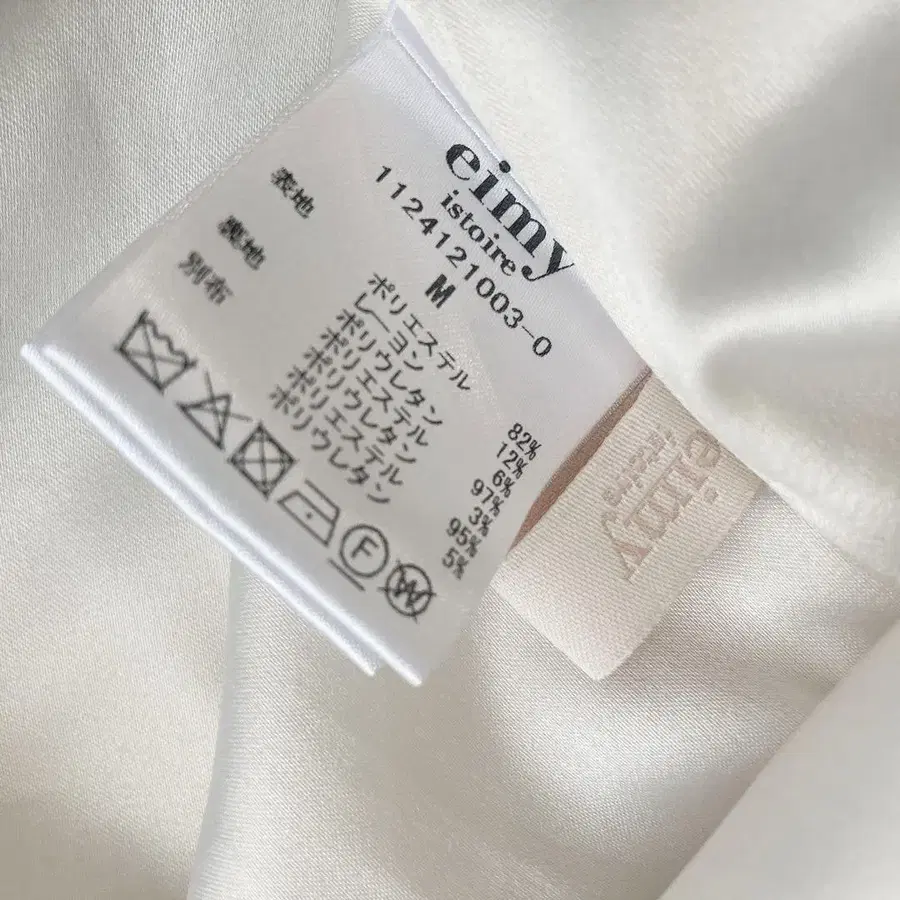 eimy
istoire
1124121003-0
M
表地 ポリエステル 82%
レーヨン 12%
ポリウレタン 6%
裏地 ポリエステル 97%
ポリウレタン 3%
別布 ポリエステル 95%
ポリウレタン 5%
F W
eimy
istoire